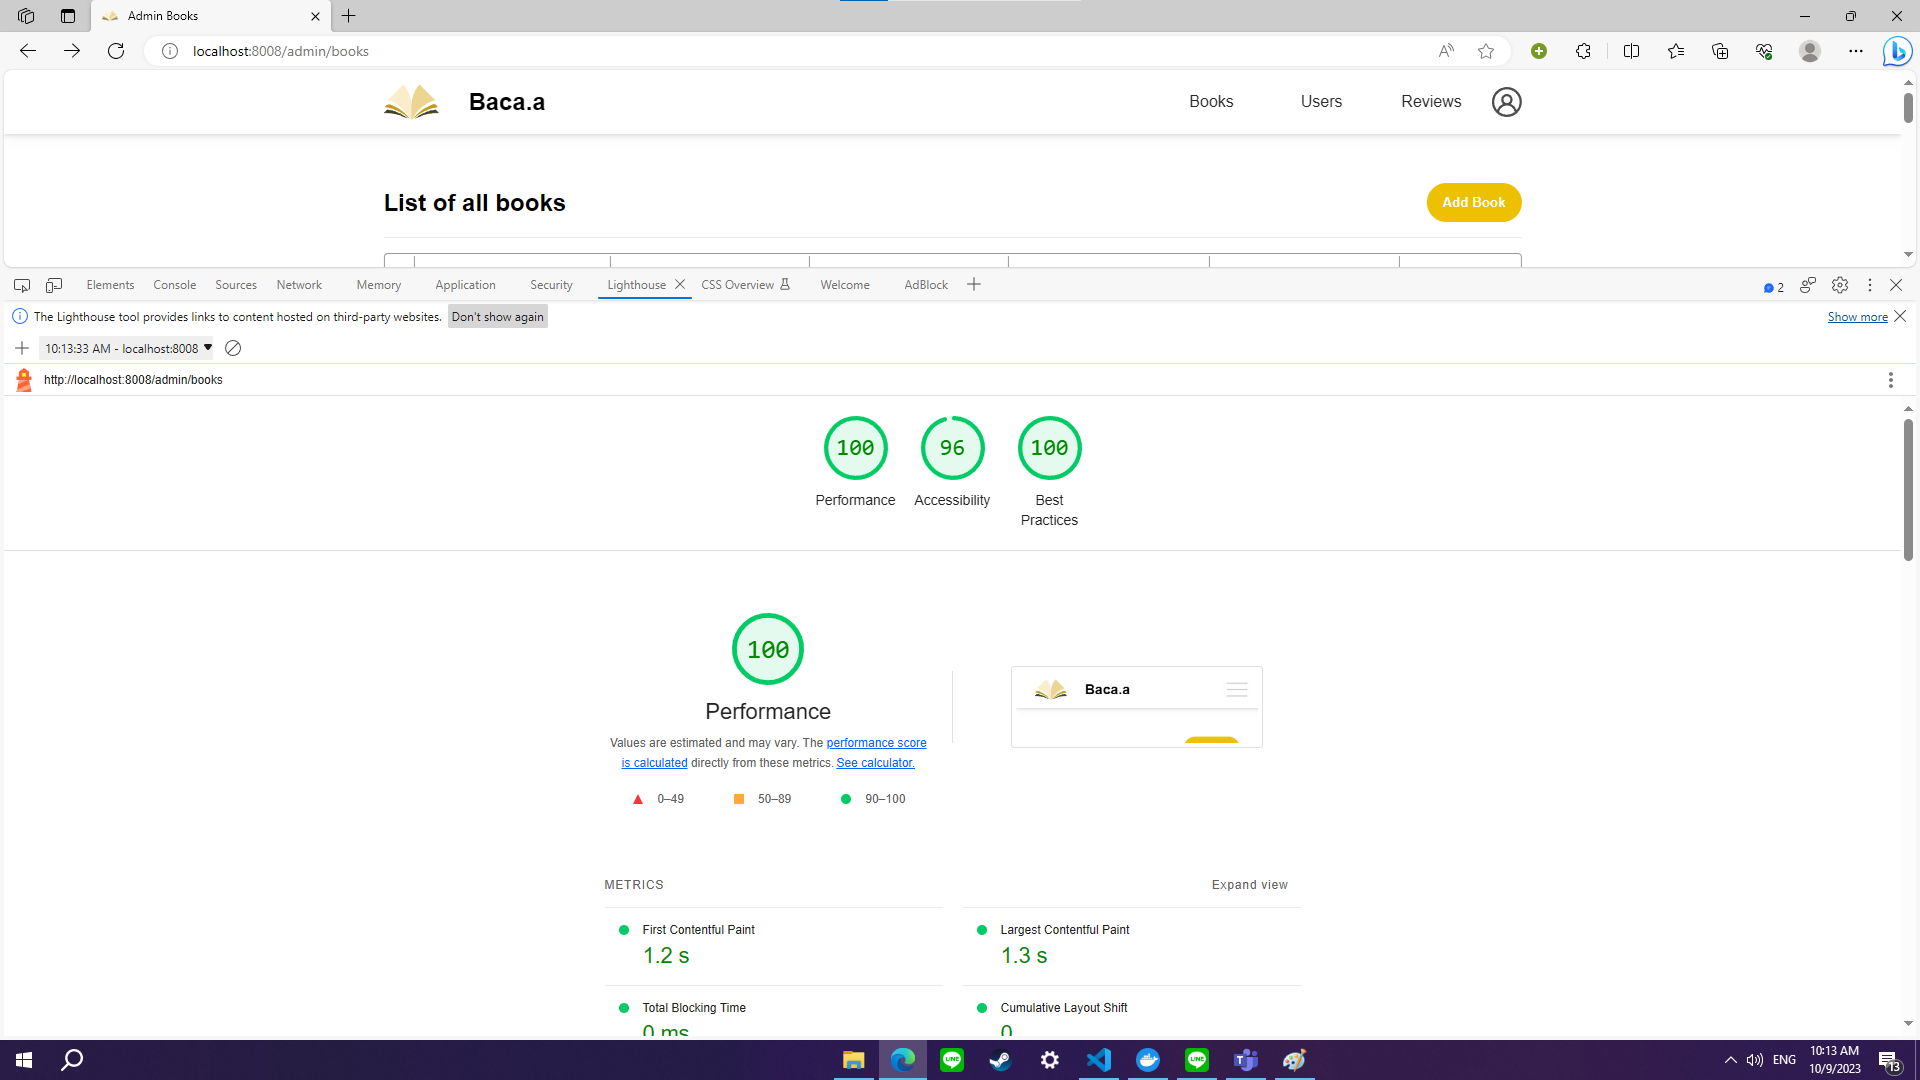 Admin Books
localhost:8008/admin/books
Baca.a
Books
Users
Reviews
List of all books
Add Book
Elements
Console
Sources
Network
Memory
Application
Security
Lighthouse
CSS Overview
Welcome
AdBlock
2
The Lighthouse tool provides links to content hosted on third-party websites.
Don't show again
Show more
10:13:33 AM - localhost:8008
http://localhost:8008/admin/books
100
96
100
Performance
Accessibility
Best
Practices
100
Performance
Values are estimated and may vary. The performance score
is calculated directly from these metrics. See calculator.
0–49
50–89
90–100
Baca.a
METRICS
Expand view
First Contentful Paint
1.2 s
Largest Contentful Paint
1.3 s
Total Blocking Time
0 ms
Cumulative Layout Shift
0
ENG
10:13 AM
10/9/2023
13